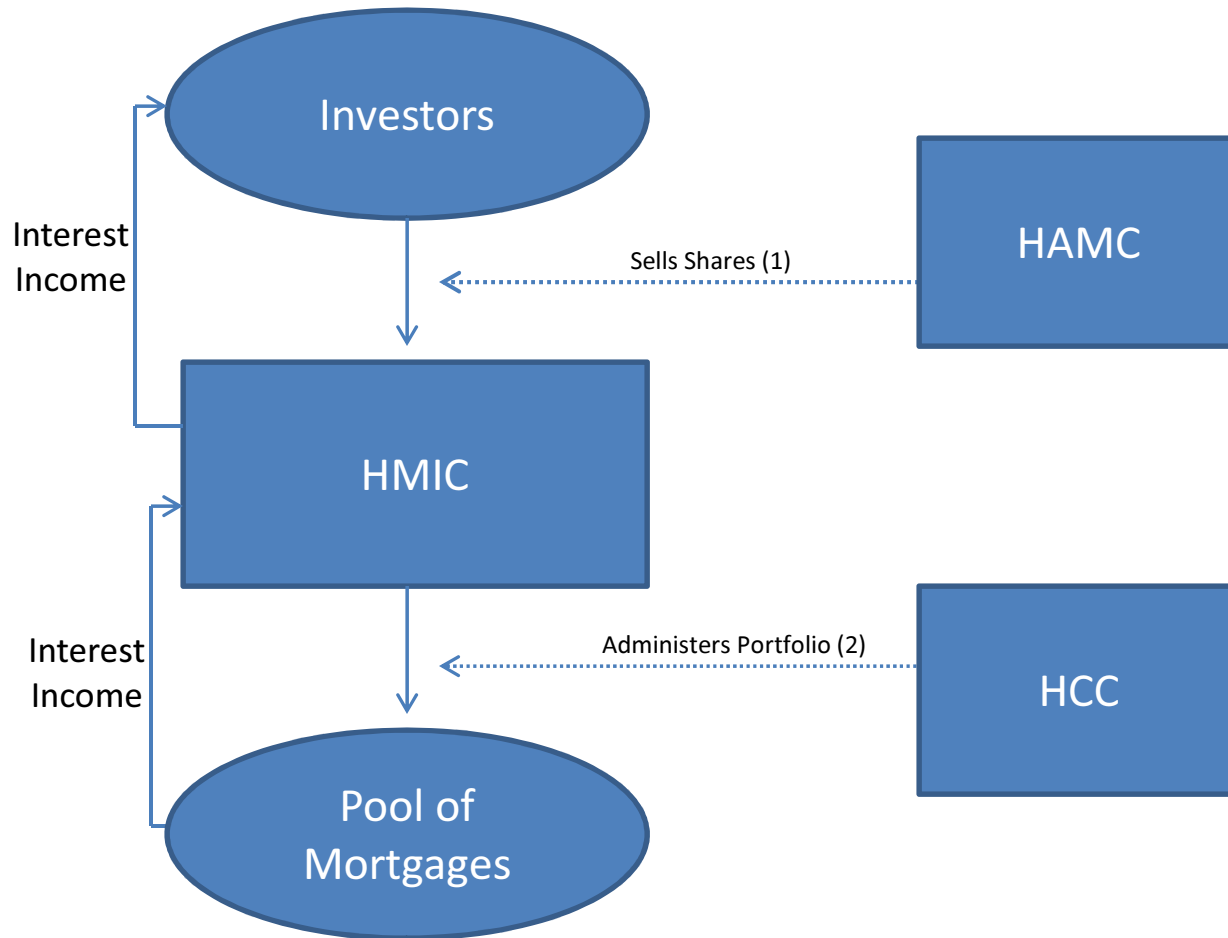 Investors
Interest
Income
HAMC
Sells Shares (1)
HMIC
Interest
Income
Administers Portfolio (2)
HCC
Pool of
Mortgages